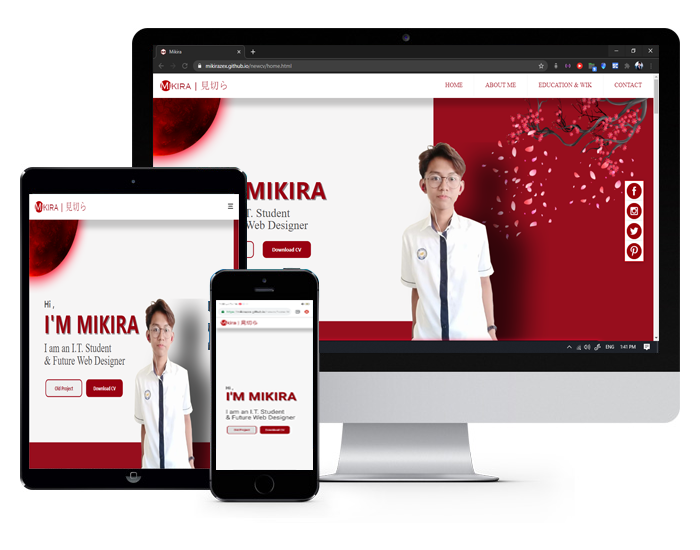 Mikira
mikirazex.github.io/newcv/home.html
MIKIRA | 見切ら
HOME
ABOUT ME
EDUCATION & WIK
CONTACT
MIKIRA
I.T. Student
Web Designer
Download CV
ENG
1:41 PM
MIKIRA | 見切ら
Hi ,
I'M MIKIRA
I am an I.T. Student
& Future Web Designer
Old Project
Download CV
Mikira | 見切ら
Hi ,
I'M MIKIRA
I am an I.T. Student
& Future Web Designer
Old Project
Download CV